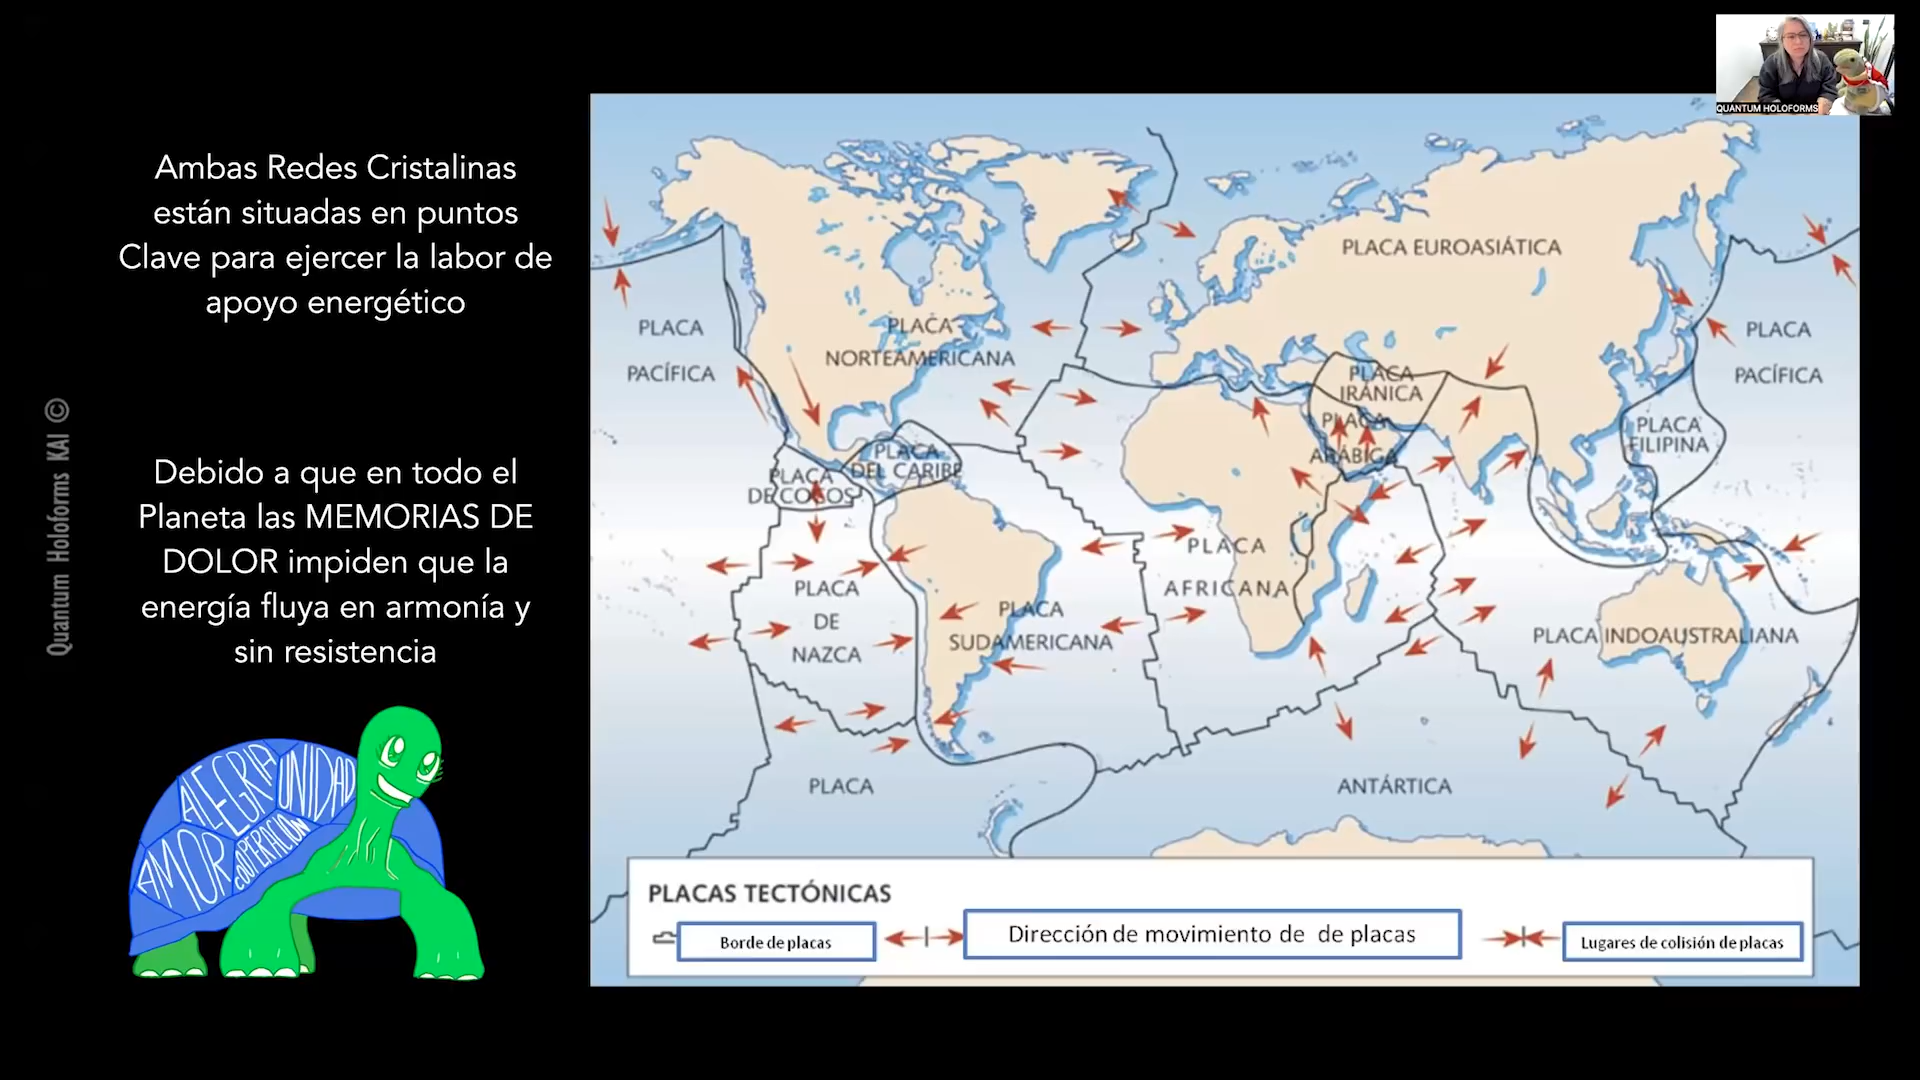 Ambas Redes Cristalinas
están situadas en puntos
Clave para ejercer la labor de
apoyo energético
Debido a que en todo el
Planeta las MEMORIAS DE
DOLOR impiden que la
energía fluya en armonía y
sin resistencia
Quantum Holoforms KAI ©
ALEGRIA
UNIDAD
AMOR
COOPERACIÓN
QUANTUM HOLOFORMS
PLACA EUROASIÁTICA
PLACA
PACÍFICA
PLACA
NORTEAMERICANA
PLACA
IRÁNICA
PLACA
ARÁBIGA
PLACA
PACÍFICA
PLACA
FILIPINA
PLACA
DEL CARIBE
PLACA
DE COCOS
PLACA
AFRICANA
PLACA
DE
NAZCA
PLACA
SUDAMERICANA
PLACA INDOAUSTRALIANA
PLACA
ANTÁRTICA
PLACAS TECTÓNICAS
Borde de placas
Dirección de movimiento de de placas
Lugares de colisión de placas